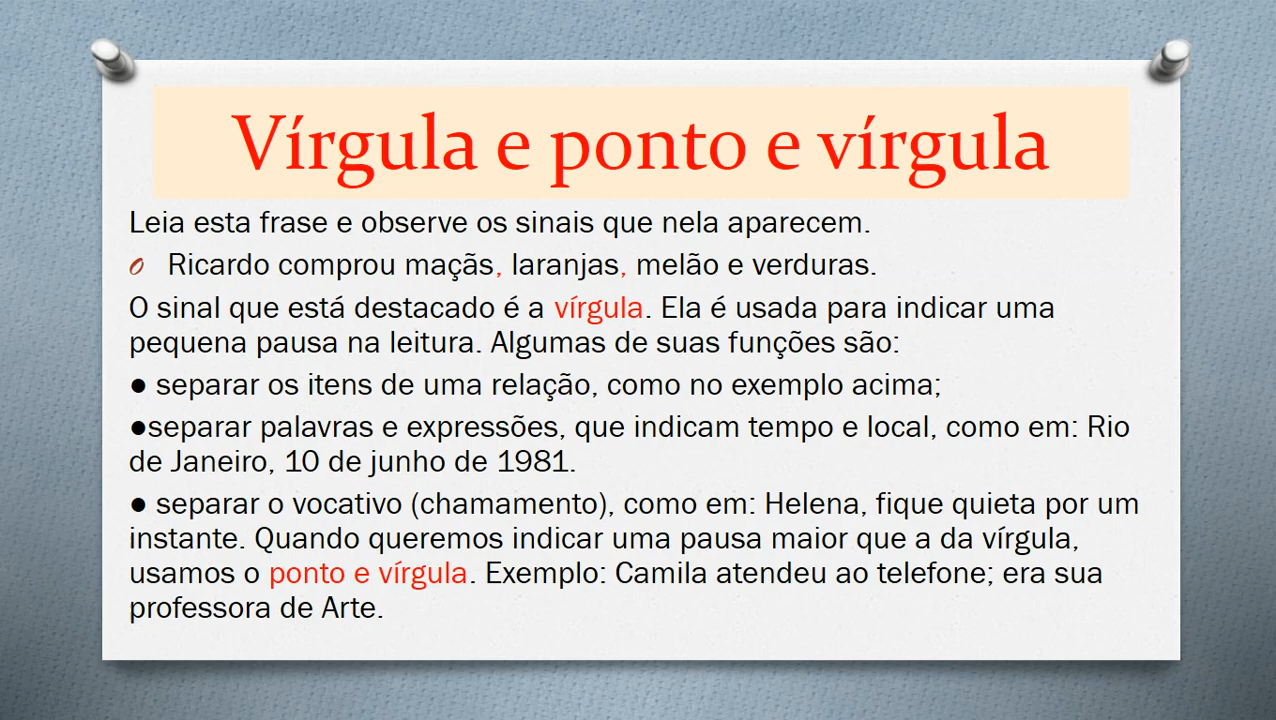 Vírgula e ponto e vírgula
Leia esta frase e observe os sinais que nela aparecem.
Ricardo comprou maçãs, laranjas, melão e verduras.
O sinal que está destacado é a vírgula. Ela é usada para indicar uma
pequena pausa na leitura. Algumas de suas funções são:
● separar os itens de uma relação, como no exemplo acima;
●separar palavras e expressões, que indicam tempo e local, como em: Rio
de Janeiro, 10 de junho de 1981.
● separar o vocativo (chamamento), como em: Helena, fique quieta por um
instante. Quando queremos indicar uma pausa maior que a da vírgula,
usamos o ponto e vírgula. Exemplo: Camila atendeu ao telefone; era sua
professora de Arte.